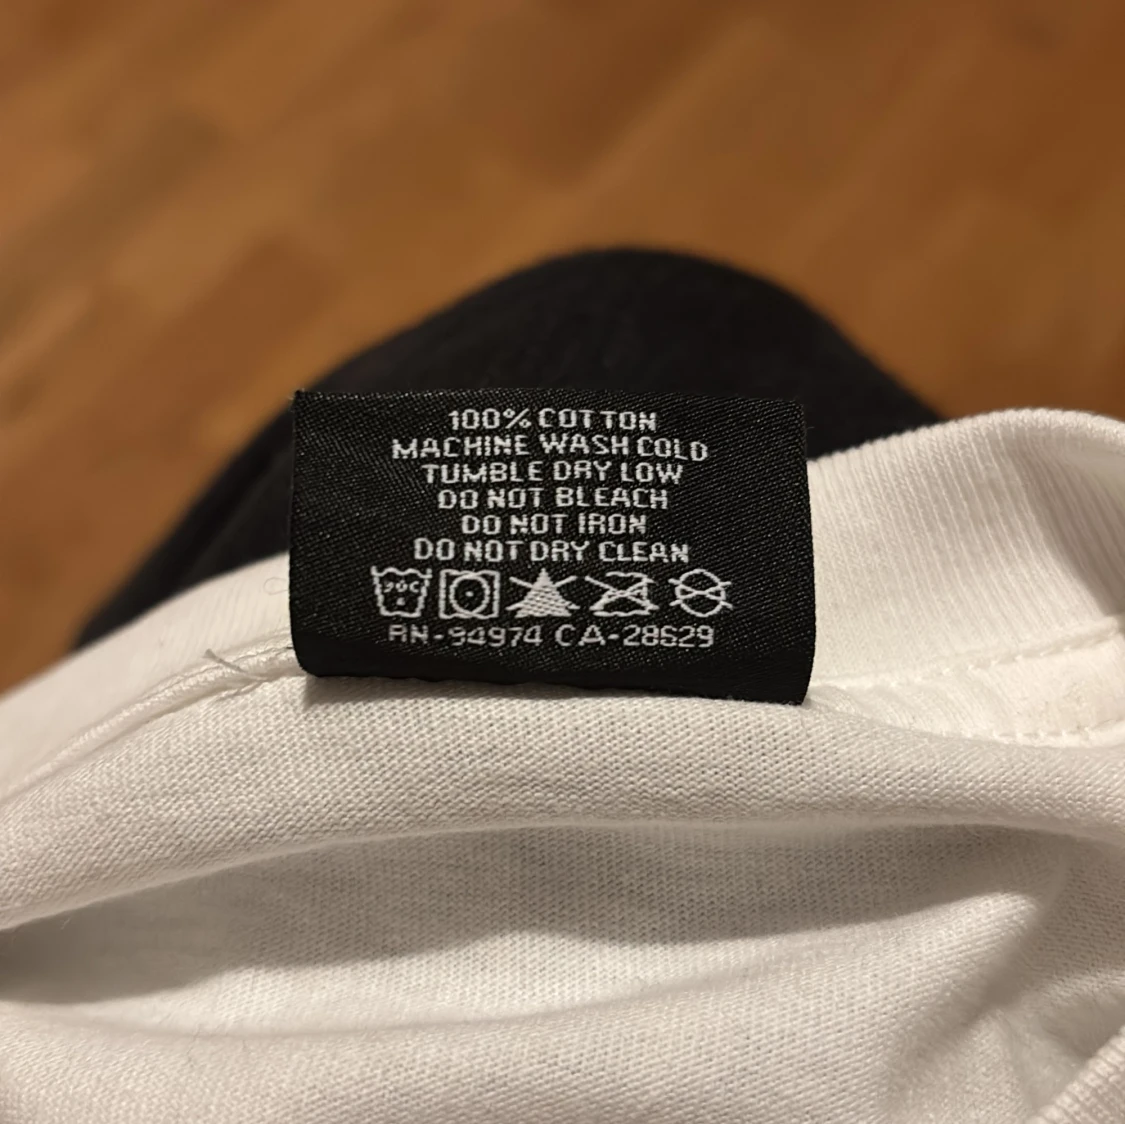 100% COTTON
MACHINE WASH COLD
TUMBLE DRY LOW
DO NOT BLEACH
DO NOT IRON
DO NOT DRY CLEAN
RN-94974 CA-28629